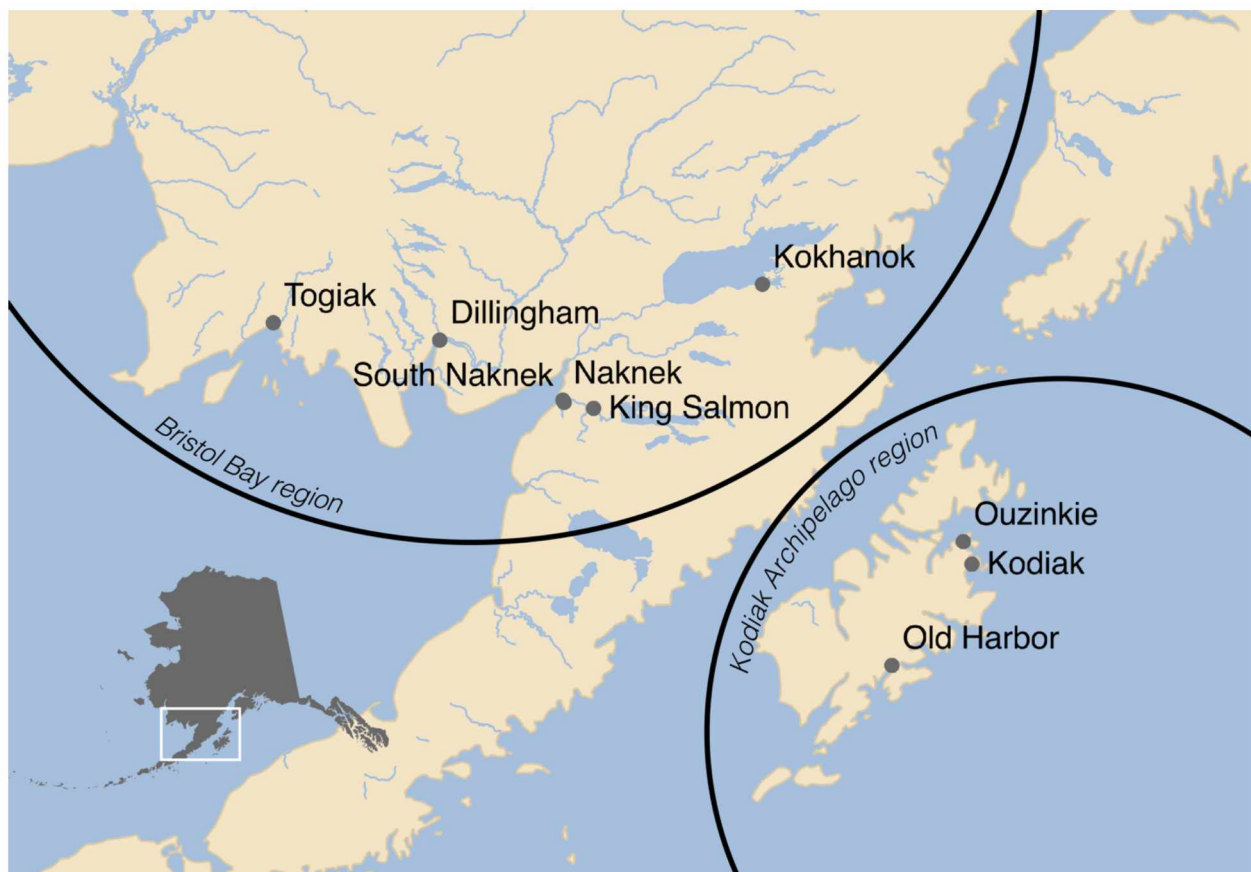 Kokhanok
Togiak
Dillingham
South Naknek
Naknek
King Salmon
Bristol Bay region
Kodiak Archipelago region
Ouzinkie
Kodiak
Old Harbor